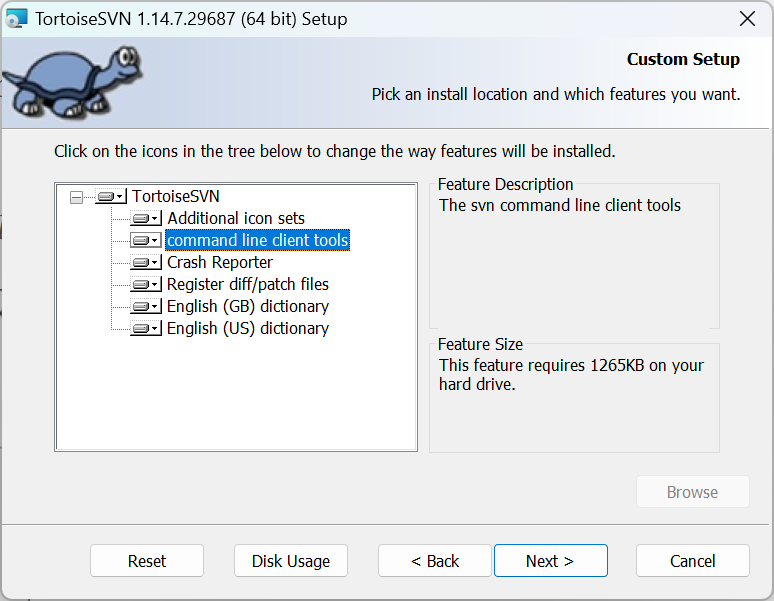 TortoiseSVN 1.14.7.29687 (64 bit) Setup
Custom Setup
Pick an install location and which features you want.
Click on the icons in the tree below to change the way features will be installed.
TortoiseSVN
Additional icon sets
command line client tools
Crash Reporter
Register diff/patch files
English (GB) dictionary
English (US) dictionary
Feature Description
The svn command line client tools
Feature Size
This feature requires 1265KB on your
hard drive.
Browse
Reset
Disk Usage
< Back
Next >
Cancel